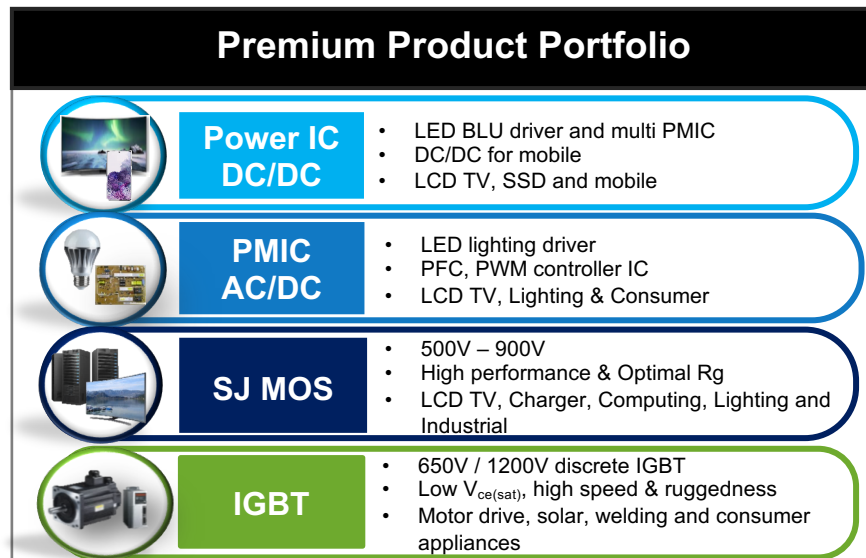 Premium Product Portfolio
Power IC
DC/DC
• LED BLU driver and multi PMIC
• DC/DC for mobile
• LCD TV, SSD and mobile
PMIC
AC/DC
• LED lighting driver
• PFC, PWM controller IC
• LCD TV, Lighting & Consumer
SJ MOS
• 500V – 900V
• High performance & Optimal Rg
• LCD TV, Charger, Computing, Lighting and
Industrial
IGBT
• 650V / 1200V discrete IGBT
• Low Vce(sat), high speed & ruggedness
• Motor drive, solar, welding and consumer
appliances